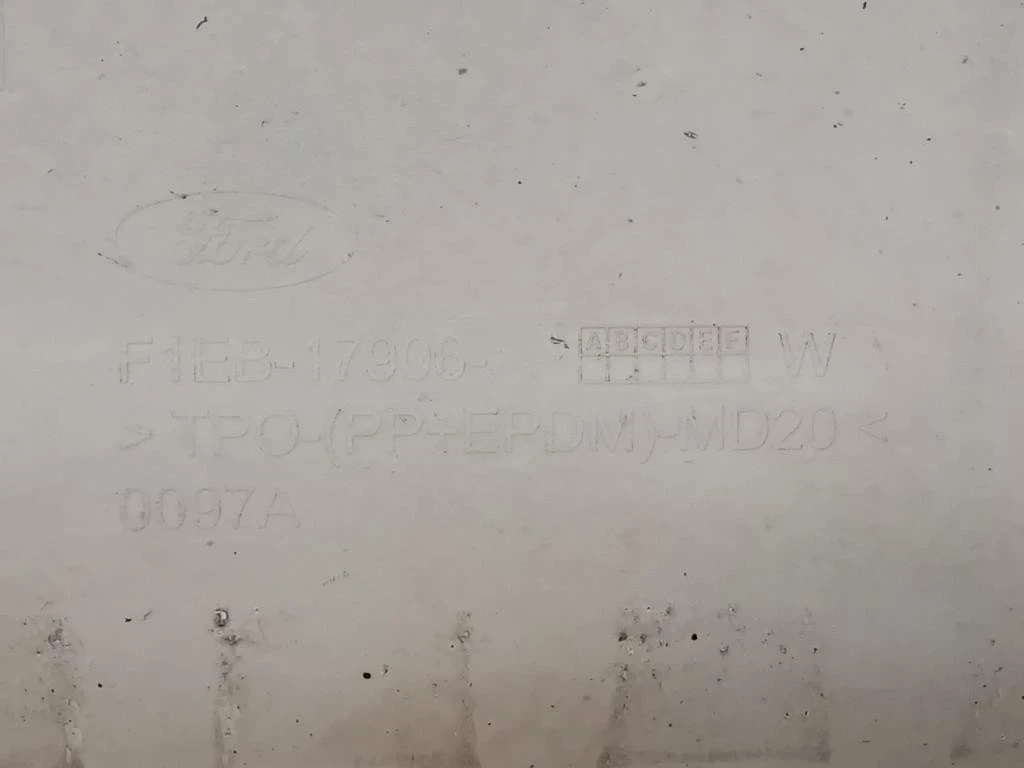 Ford
F1EB-17906- ABCDEF W
> TPO-(PP+EPDM)-MD20 <
0097A